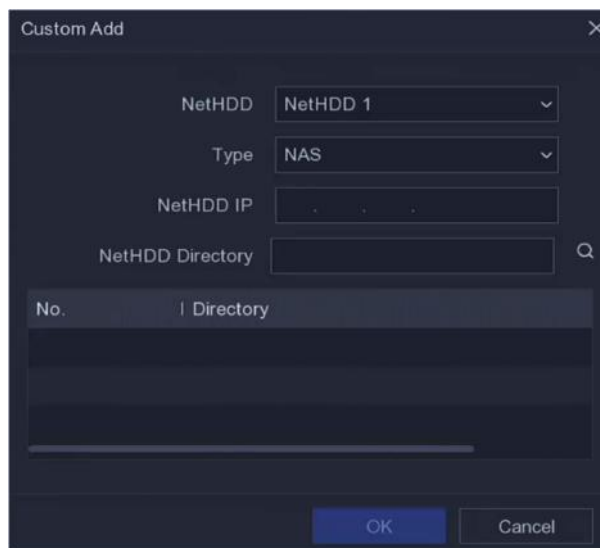 Custom Add
NetHDD NetHDD 1
Type NAS
NetHDD IP . . .
NetHDD Directory
No. Directory
OK Cancel